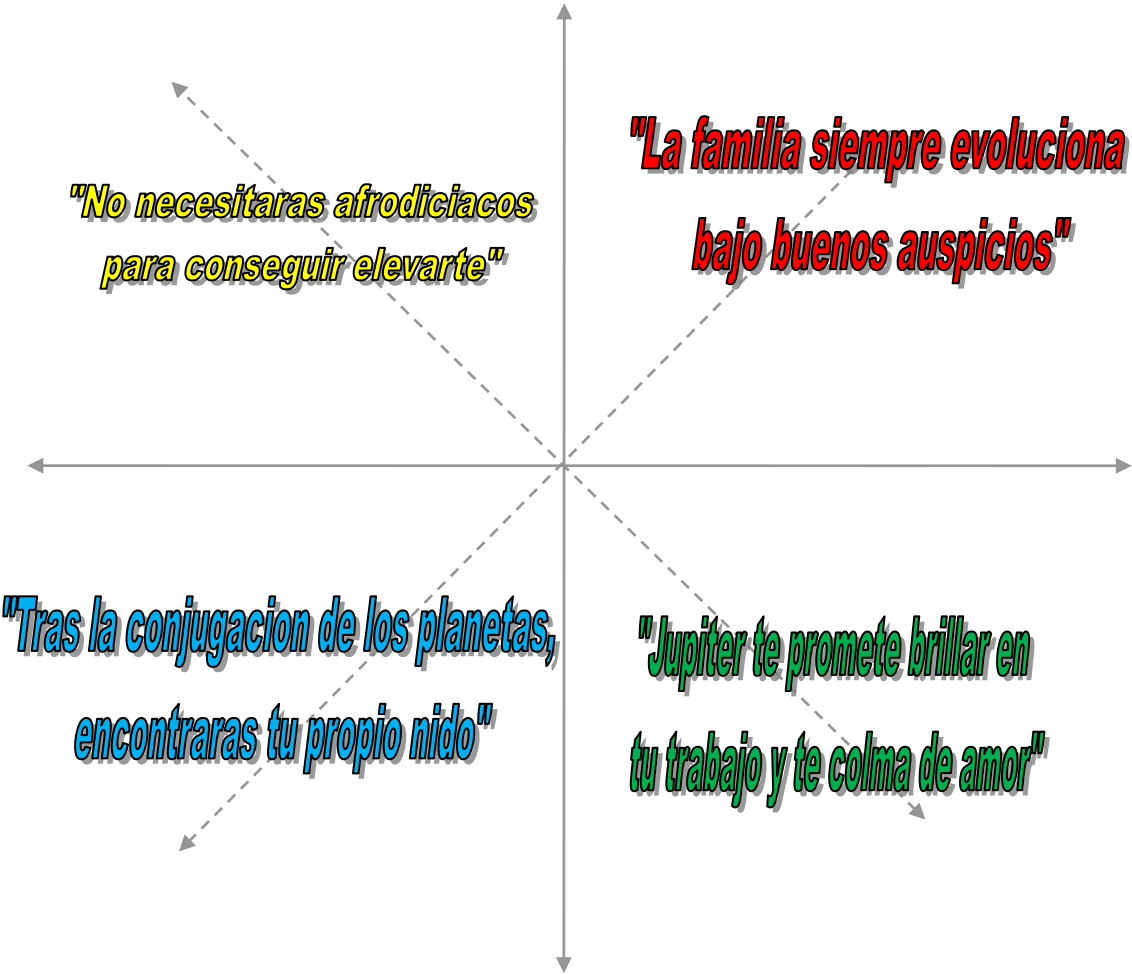 "No necesitaras afrodiciacos
para conseguir elevarte"
"La familia siempre evoluciona
bajo buenos auspicios"
"Tras la conjugacion de los planetas,
encontraras tu propio nido"
"Jupiter te promete brillar en
tu trabajo y te colma de amor"